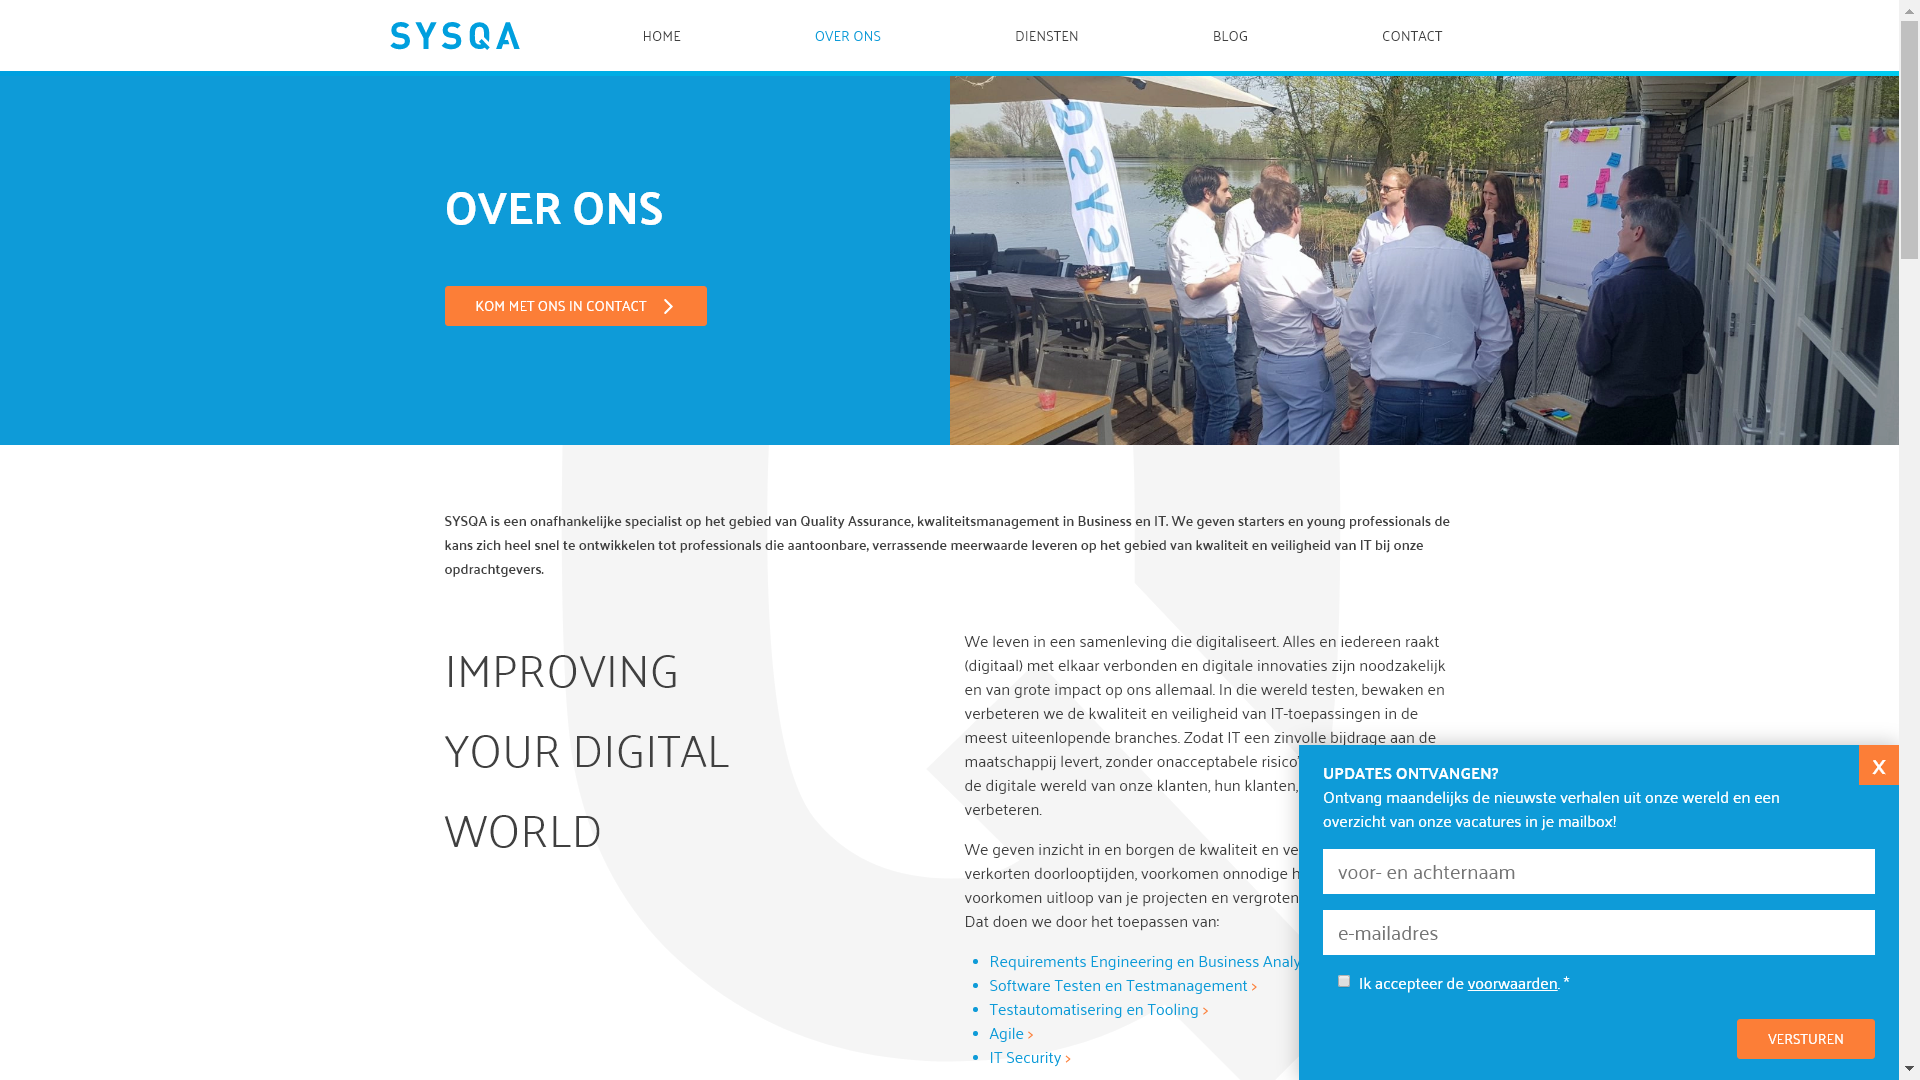 SYSQA
HOME
OVER ONS
DIENSTEN
BLOG
CONTACT
SYSQ
OVER ONS
KOM MET ONS IN CONTACT
SYSQA is een onafhankelijke specialist op het gebied van Quality Assurance, kwaliteitsmanagement in Business en IT. We geven starters en young professionals de
kans zich heel snel te ontwikkelen tot professionals die aantoonbare, verrassende meerwaarde leveren op het gebied van kwaliteit en veiligheid van IT bij onze
opdrachtgevers.
IMPROVING
YOUR DIGITAL
WORLD
We leven in een samenleving die digitaliseert. Alles en iedereen raakt
(digitaal) met elkaar verbonden en digitale innovaties zijn noodzakelijk
en van grote impact op ons allemaal. In die wereld testen, bewaken en
verbeteren we de kwaliteit en veiligheid van IT-toepassingen in de
meest uiteenlopende branches. Zodat IT een zinvolle bijdrage aan de
maatschappij levert, zonder onacceptabele
de digitale wereld van onze klanten, hun klanten,
verbeteren.
We geven inzicht in en borgen de kwaliteit en
verkorten doorlooptijden, voorkomen onnodige
voorkomen uitloop van je projecten en vergroten
Dat doen we door het toepassen van:
• Requirements Engineering en Business
• Software Testen en Testmanagement >
• Testautomatisering en Tooling >
• Agile >
• IT Security >
X
UPDATES ONTVANGEN?
Ontvang maandelijks de nieuwste verhalen uit onze wereld en een
overzicht van onze vacatures in je mailbox!
voor- en achternaam
e-mailadres
Ik accepteer de voorwaarden. *
VERSTUREN